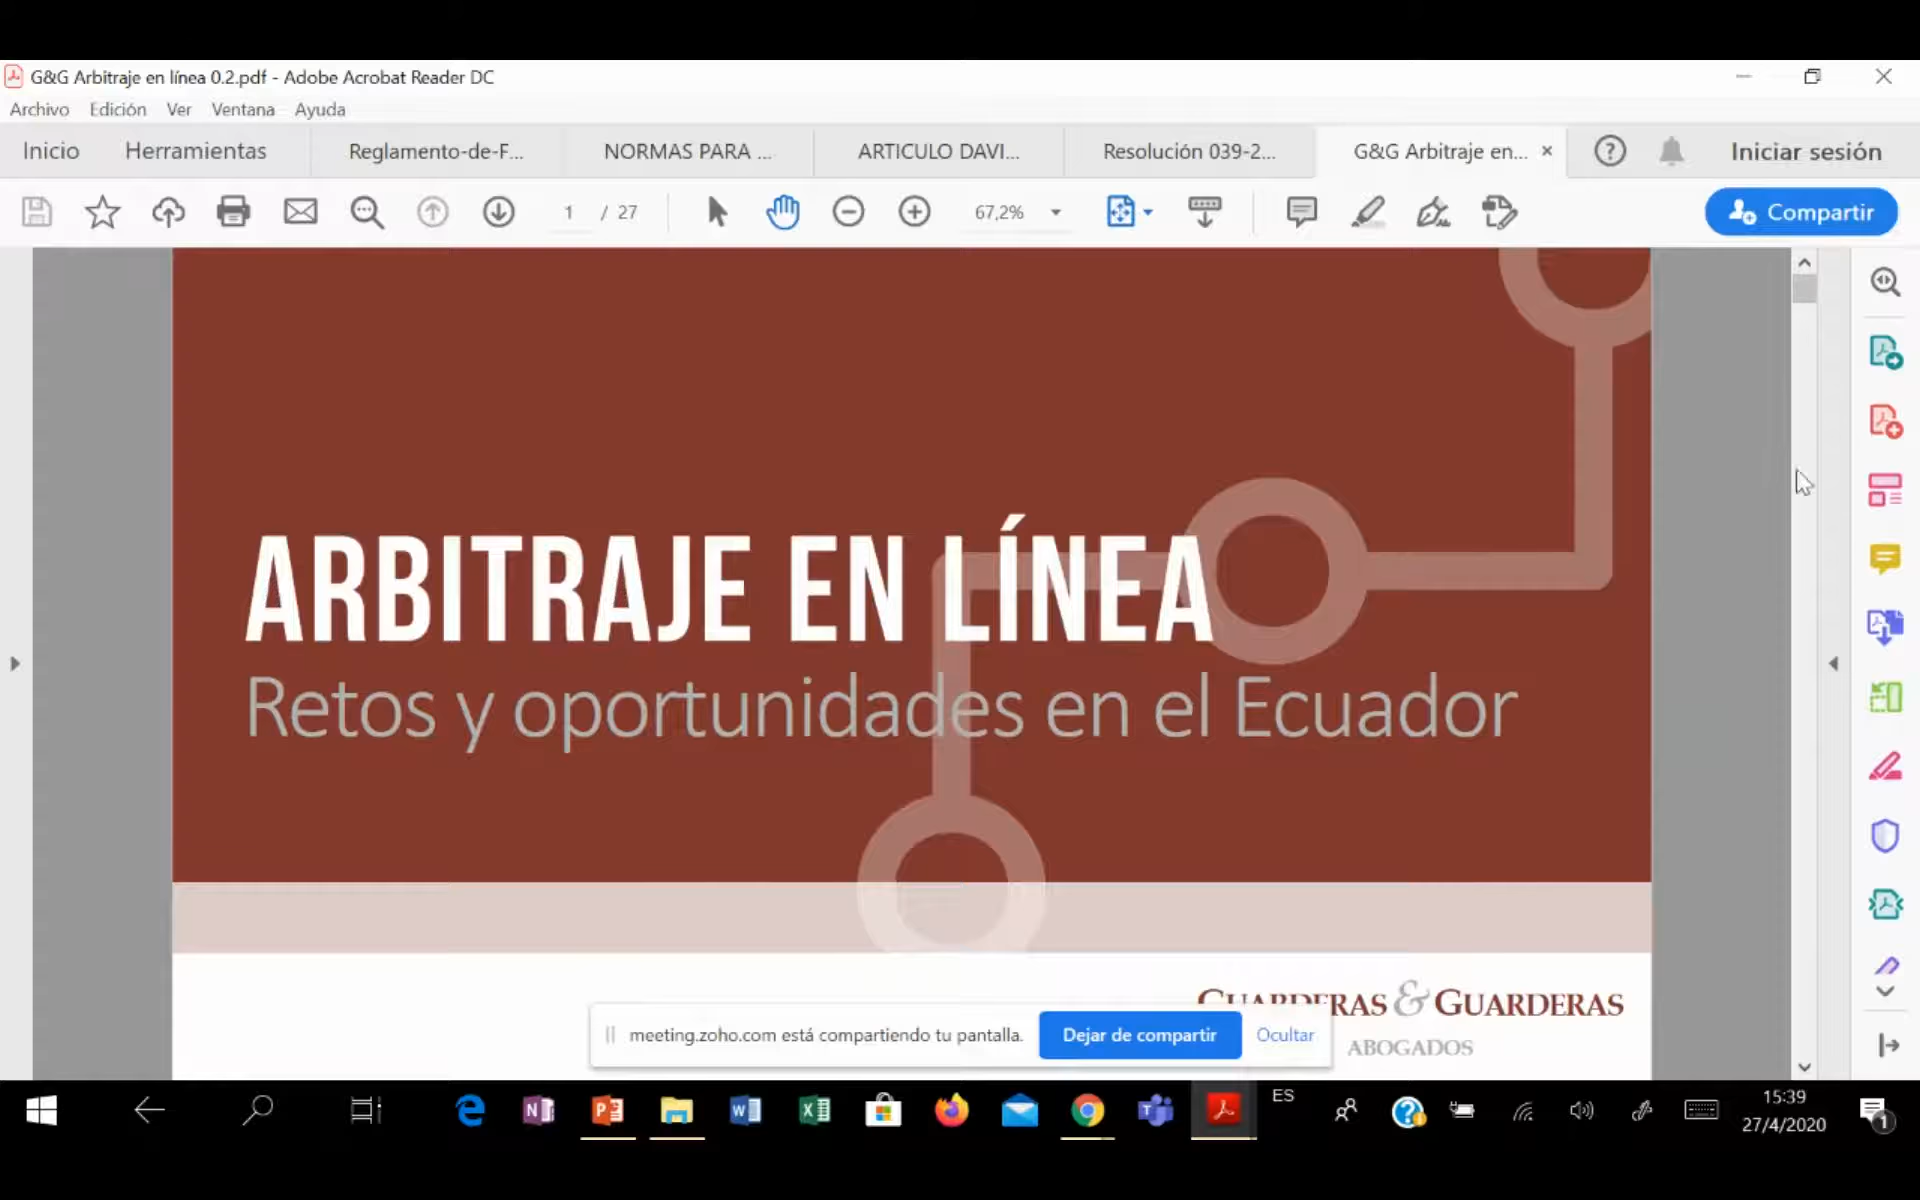 G&G Arbitraje en línea 0.2.pdf - Adobe Acrobat Reader DC
Archivo Edición Ver Ventana Ayuda
Inicio Herramientas Reglamento-de-F... NORMAS PARA ... ARTICULO DAVI... Resolución 039-2... G&G Arbitraje en... Iniciar sesión
1 / 27 67,2% Compartir
ARBITRAJE EN LÍNEA
Retos y oportunidades en el Ecuador
& GUARDERAS
ABOGADOS
meeting.zoho.com está compartiendo tu pantalla. Dejar de compartir Ocultar
ES
15:39
27/4/2020
1